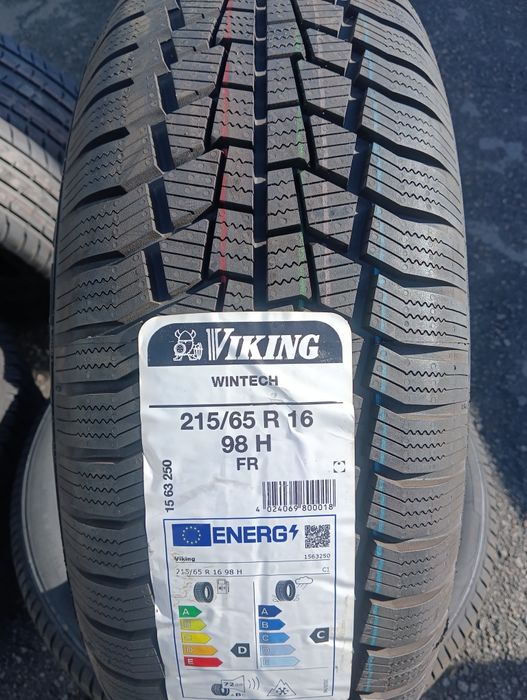 VIKING
WINTECH
215/65 R 16
98 H
FR
15 63 250
4 024069 800018
ENERG
Viking
1563250
215/65 R 16 98 H
C1
A
B
C
D
E
D
A
B
C
D
E
C
72